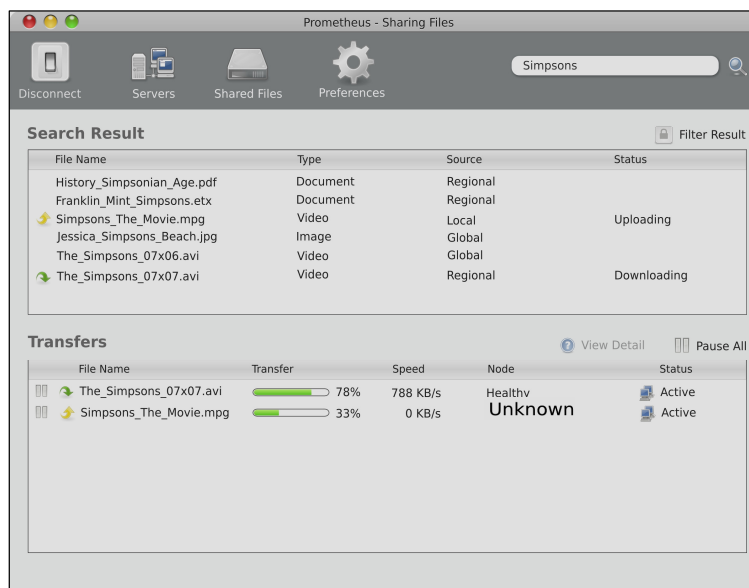 Prometheus - Sharing Files
Disconnect Servers Shared Files Preferences Simpsons
Search Result Filter Result
File Name Type Source Status
History_Simpsonian_Age.pdf Document Regional
Franklin_Mint_Simpsons.etx Document Regional
Simpsons_The_Movie.mpg Video Local Uploading
Jessica_Simpsons_Beach.jpg Image Global
The_Simpsons_07x06.avi Video Global
The_Simpsons_07x07.avi Video Regional Downloading
Transfers ? View Detail Pause All
File Name Transfer Speed Node Status
The_Simpsons_07x07.avi 78% 788 KB/s Healthy Active
Simpsons_The_Movie.mpg 33% 0 KB/s Unknown Active